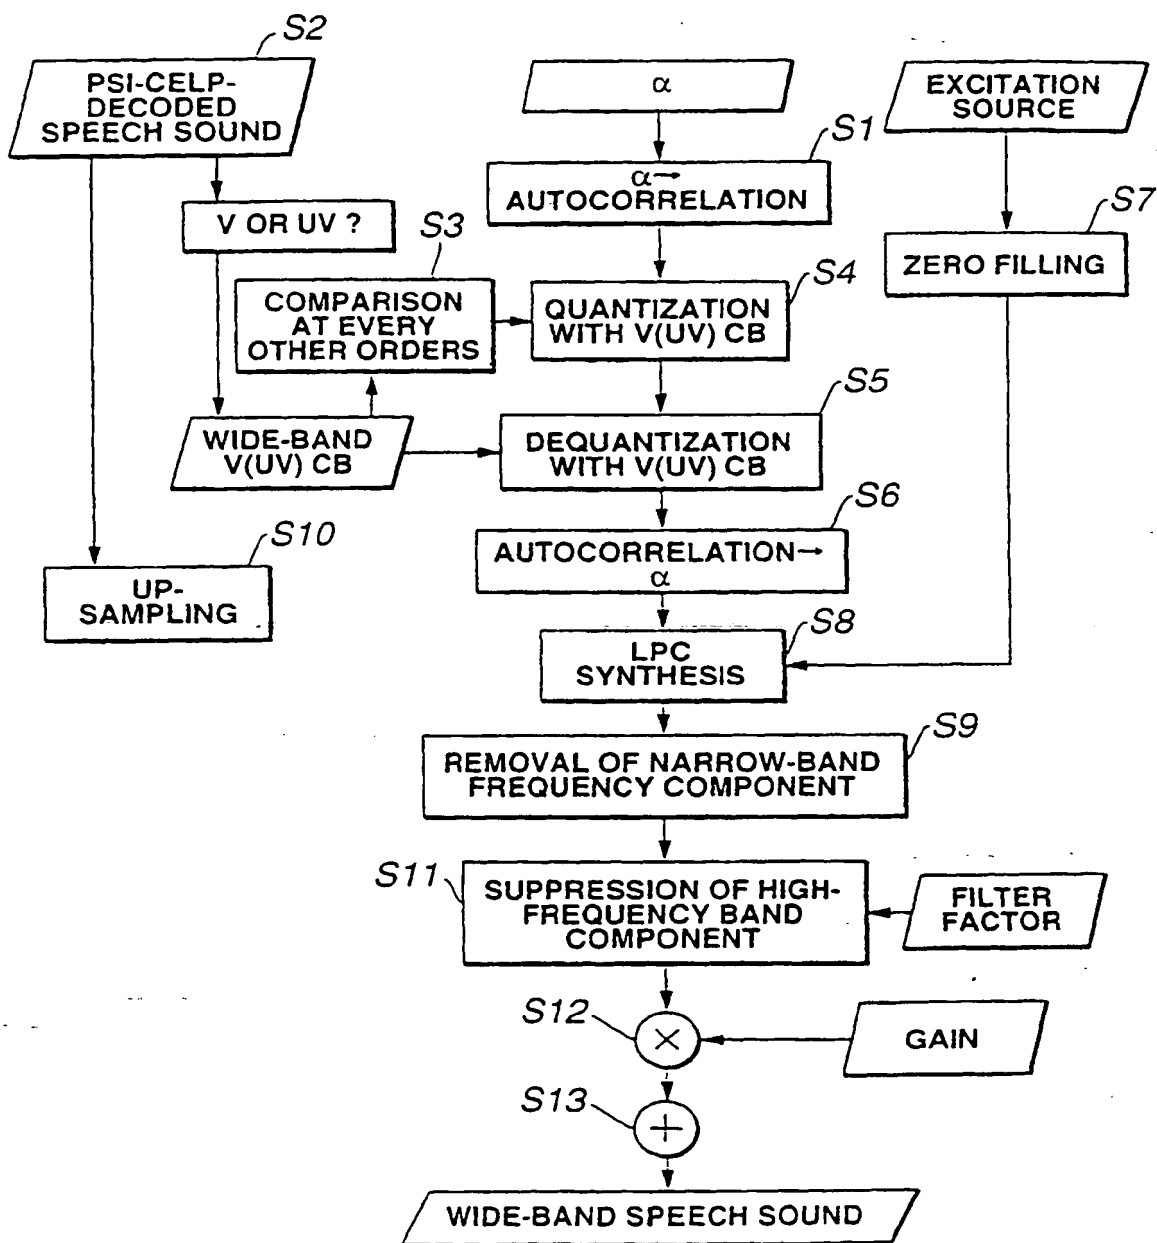 S2
PSI-CELP-
DECODED
SPEECH SOUND
α
EXCITATION
SOURCE
S1
α→
AUTOCORRELATION
V OR UV ?
S7
ZERO FILLING
S3
COMPARISON
AT EVERY
OTHER ORDERS
S4
QUANTIZATION
WITH V(UV) CB
WIDE-BAND
V(UV) CB
S5
DEQUANTIZATION
WITH V(UV) CB
S6
AUTOCORRELATION→
α
S10
UP-
SAMPLING
S8
LPC
SYNTHESIS
S9
REMOVAL OF NARROW-BAND
FREQUENCY COMPONENT
S11
SUPPRESSION OF HIGH-
FREQUENCY BAND
COMPONENT
FILTER
FACTOR
S12
×
GAIN
S13
+
WIDE-BAND SPEECH SOUND